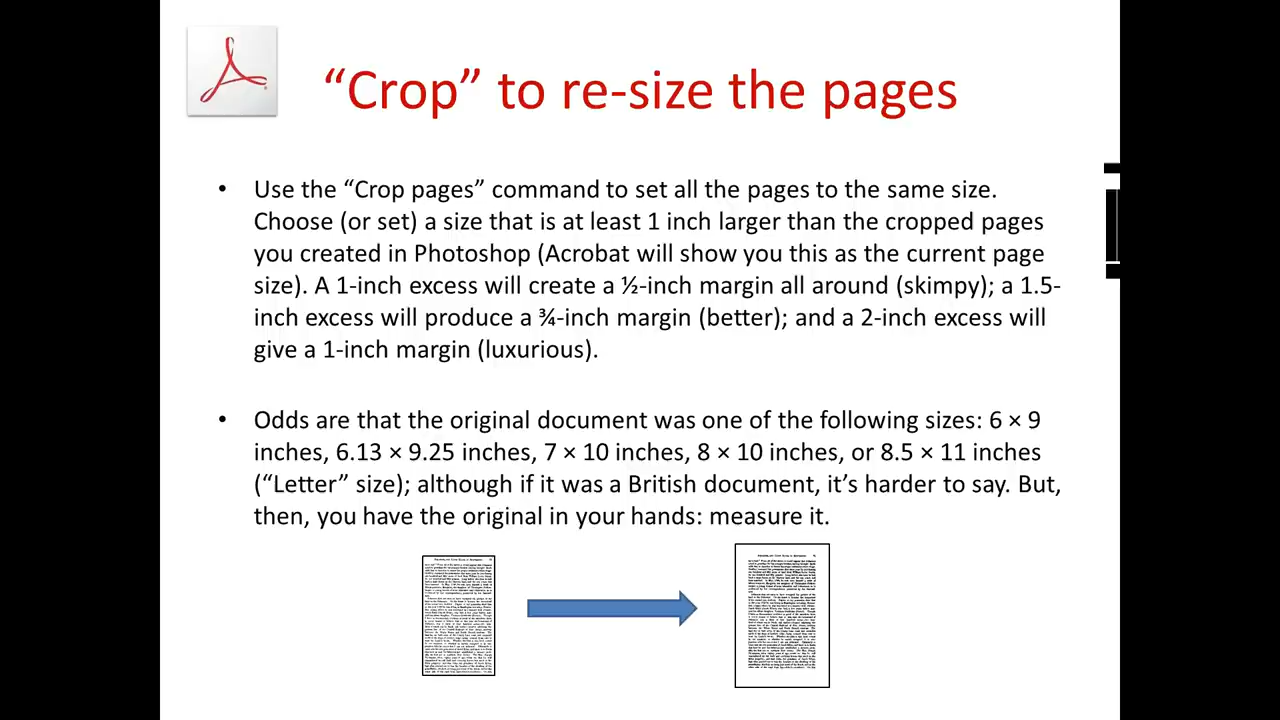 “Crop” to re-size the pages
• Use the “Crop pages” command to set all the pages to the same size.
Choose (or set) a size that is at least 1 inch larger than the cropped pages
you created in Photoshop (Acrobat will show you this as the current page
size). A 1-inch excess will create a ½-inch margin all around (skimpy); a 1.5-
inch excess will produce a ¾-inch margin (better); and a 2-inch excess will
give a 1-inch margin (luxurious).
• Odds are that the original document was one of the following sizes: 6 × 9
inches, 6.13 × 9.25 inches, 7 × 10 inches, 8 × 10 inches, or 8.5 × 11 inches
(“Letter” size); although if it was a British document, it’s harder to say. But,
then, you have the original in your hands: measure it.